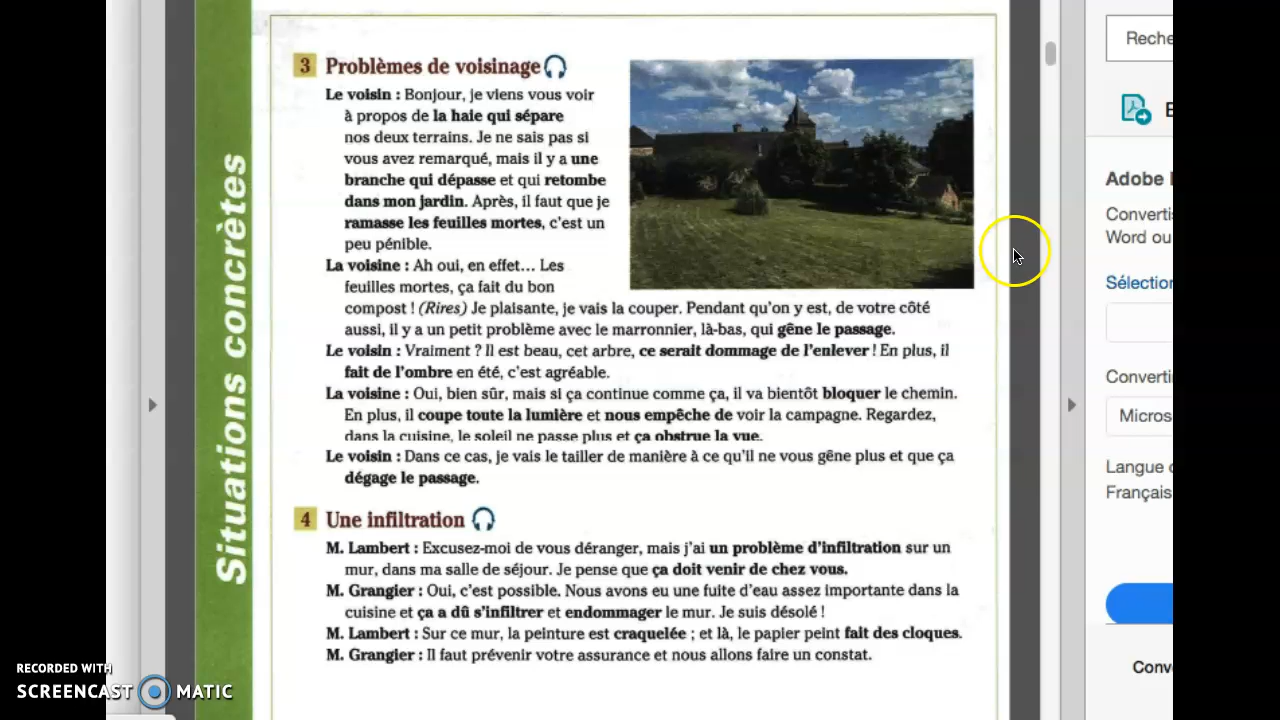 Situations concrètes
3 Problèmes de voisinage
Le voisin : Bonjour, je viens vous voir
à propos de la haie qui sépare
nos deux terrains. Je ne sais pas si
vous avez remarqué, mais il y a une
branche qui dépasse et qui retombe
dans mon jardin. Après, il faut que je
ramasse les feuilles mortes, c'est un
peu pénible.
La voisine : Ah oui, en effet... Les
feuilles mortes, ça fait du bon
compost ! (Rires) Je plaisante, je vais la couper. Pendant qu'on y est, de votre côté
aussi, il y a un petit problème avec le marronnier, là-bas, qui gêne le passage.
Le voisin : Vraiment ? Il est beau, cet arbre, ce serait dommage de l'enlever ! En plus, il
fait de l'ombre en été, c'est agréable.
La voisine : Oui, bien sûr, mais si ça continue comme ça, il va bientôt bloquer le chemin.
En plus, il coupe toute la lumière et nous empêche de voir la campagne. Regardez,
dans la cuisine, le soleil ne passe plus et ça obstrue la vue.
Le voisin : Dans ce cas, je vais le tailler de manière à ce qu'il ne vous gêne plus et que ça
dégage le passage.
4 Une infiltration
M. Lambert : Excusez-moi de vous déranger, mais j'ai un problème d'infiltration sur un
mur, dans ma salle de séjour. Je pense que ça doit venir de chez vous.
M. Grangier : Oui, c'est possible. Nous avons eu une fuite d'eau assez importante dans la
cuisine et ça a dû s'infiltrer et endommager le mur. Je suis désolé !
M. Lambert : Sur ce mur, la peinture est craquelée ; et là, le papier peint fait des cloques.
M. Grangier : Il faut prévenir votre assurance et nous allons faire un constat.
Reche
E
Adobe
Converti
Word ou
Sélection
Converti
Micros
Langue d
Français
Conve
RECORDED WITH
SCREENCAST MATIC